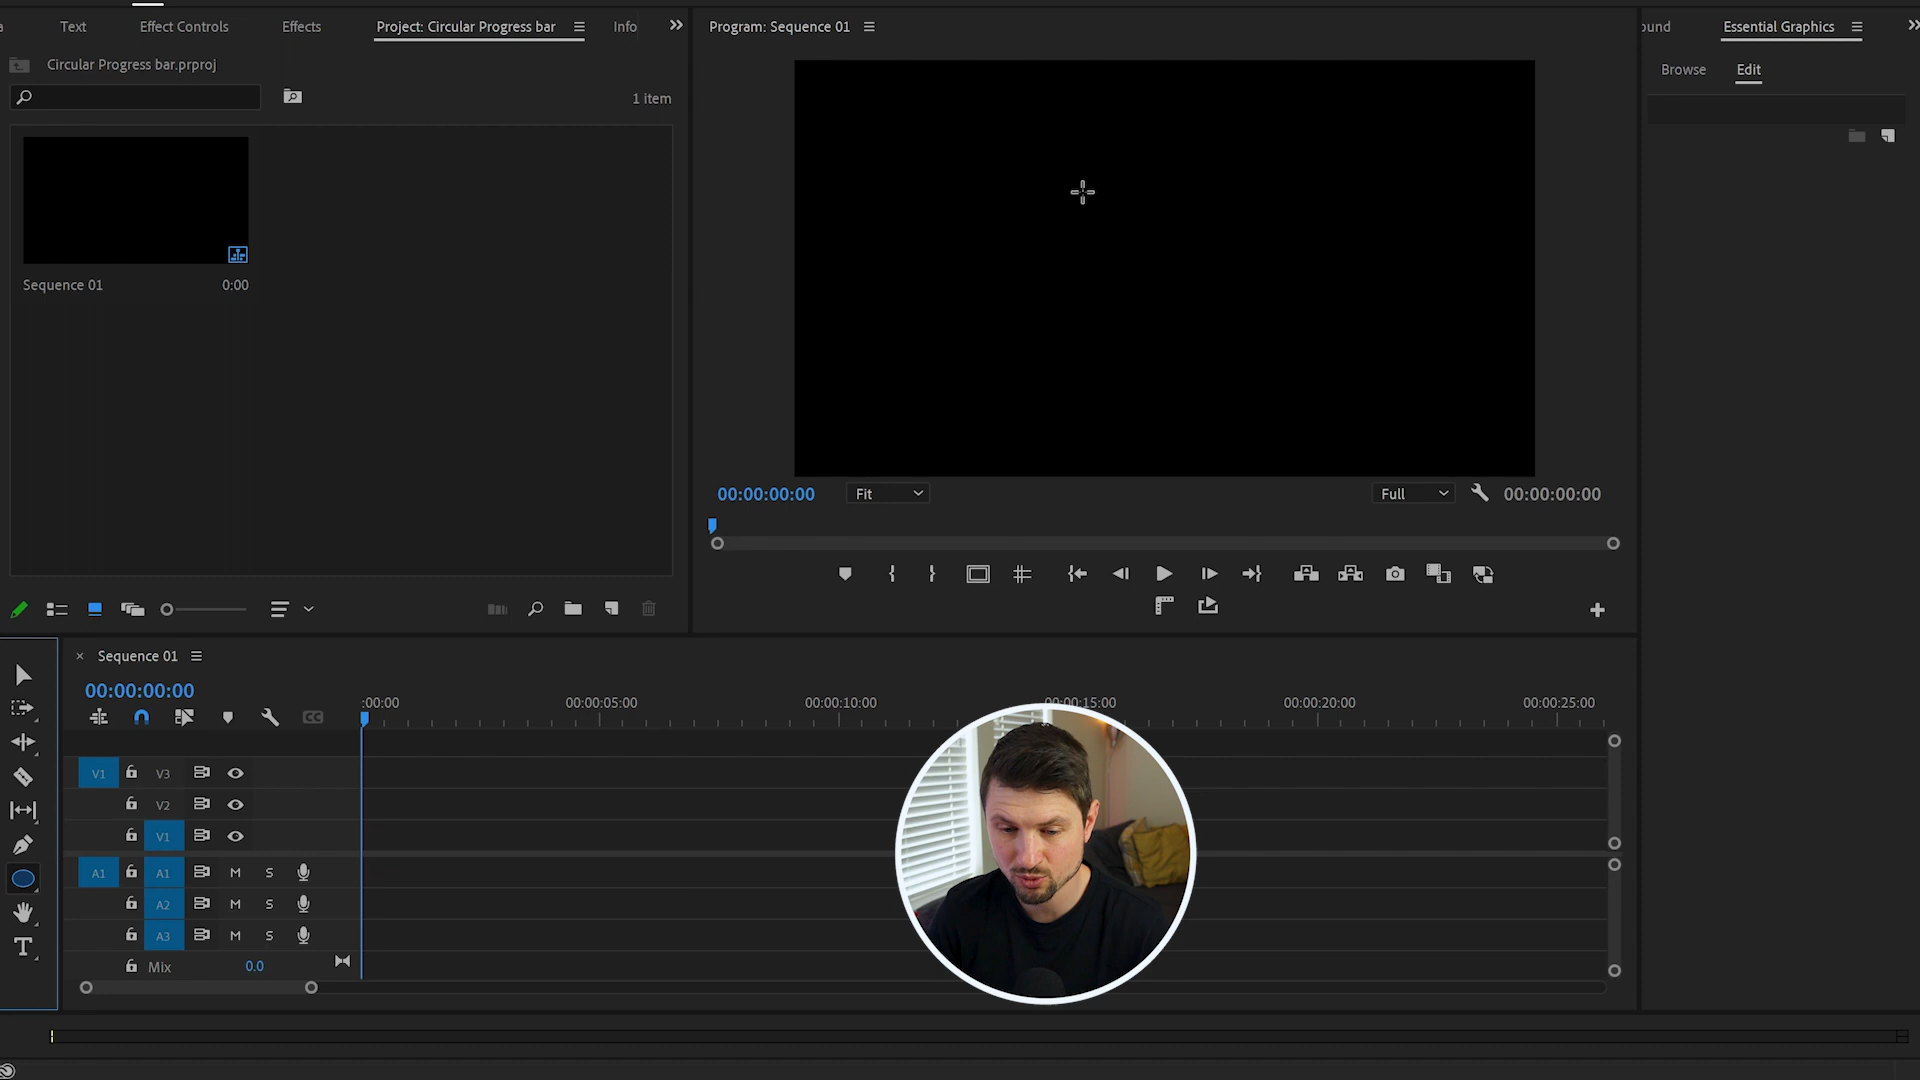 Text
Effect Controls
Effects
Project: Circular Progress bar
Info
Program: Sequence 01
Essential Graphics
Circular Progress bar.prproj
Browse
Edit
1 item
Sequence 01
0:00
00:00:00:00
Fit
Full
00:00:00:00
Sequence 01
00:00:00:00
:00:00
00:00:05:00
00:00:10:00
00:00:15:00
00:00:20:00
00:00:25:00
CC
V1
V3
V2
V1
A1
A1
M
S
A2
M
S
A3
M
S
Mix
0.0
T